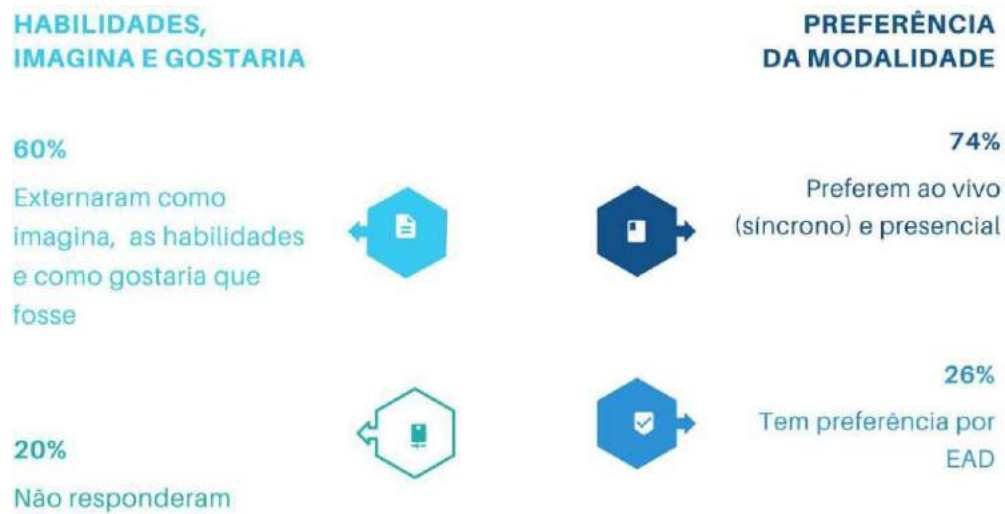 HABILIDADES,
IMAGINA E GOSTARIA
60%
Externaram como
imagina, as habilidades
e como gostaria que
fosse
20%
Não responderam
PREFERÊNCIA
DA MODALIDADE
74%
Preferem ao vivo
(síncrono) e presencial
26%
Tem preferência por
EAD